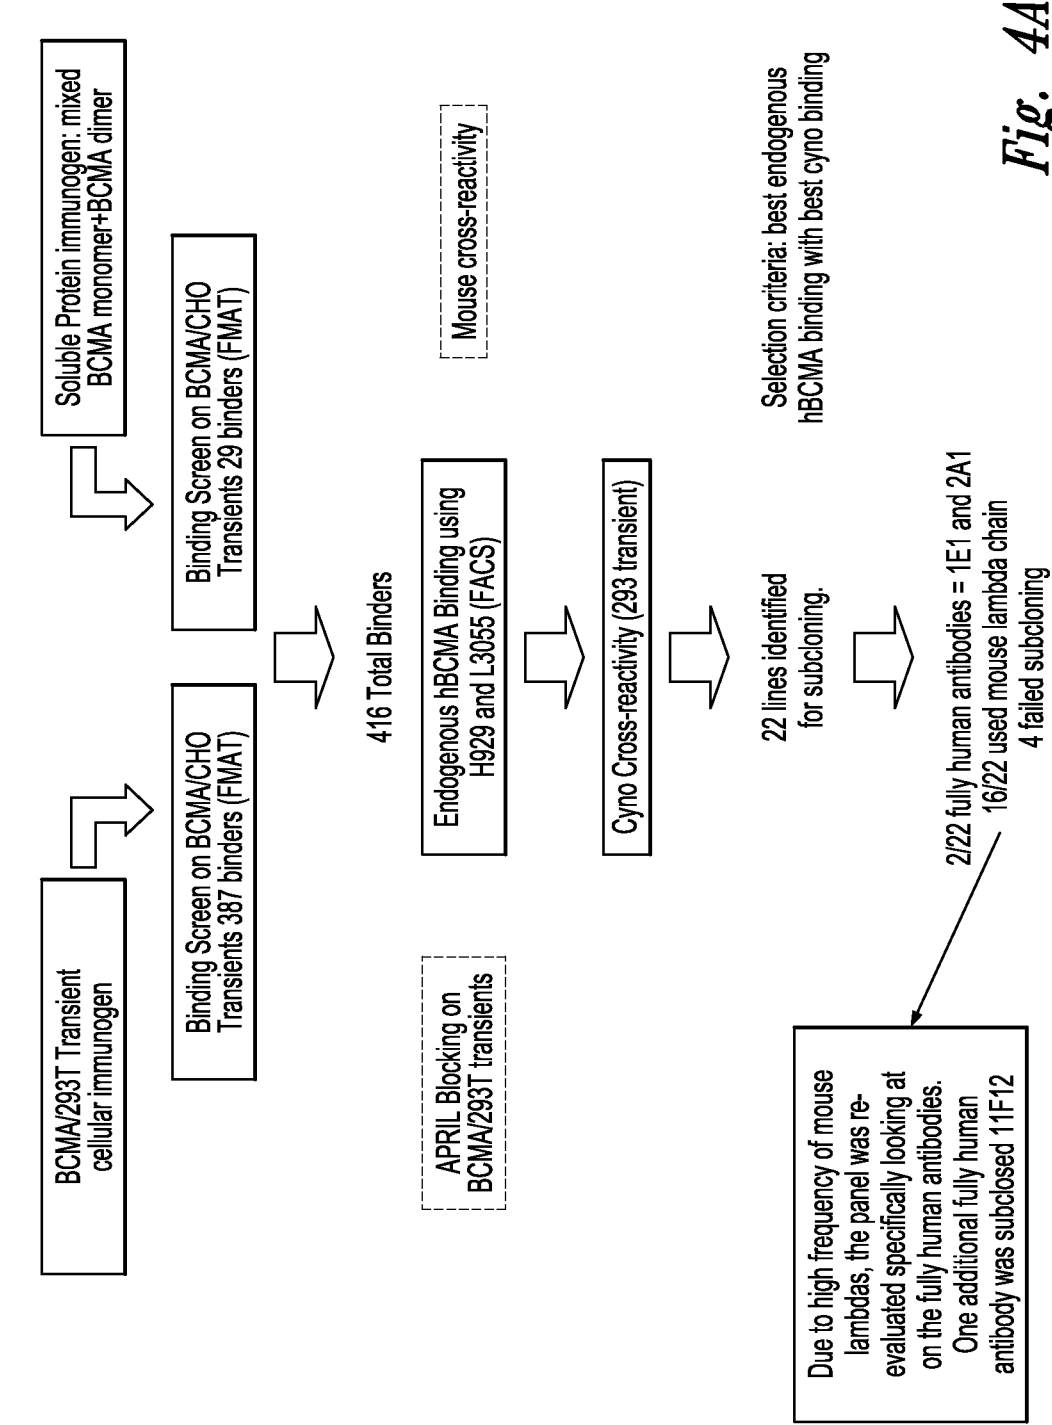 BCMA/293T Transient
cellular immunogen
Soluble Protein immunogen: mixed
BCMA monomer+BCMA dimer
Binding Screen on BCMA/CHO
Transients 387 binders (FMAT)
Binding Screen on BCMA/CHO
Transients 29 binders (FMAT)
416 Total Binders
APRIL Blocking on
BCMA/293T transients
Endogenous hBCMA Binding using
H929 and L3055 (FACS)
Mouse cross-reactivity
Cyno Cross-reactivity (293 transient)
22 lines identified
for subcloning.
Selection criteria: best endogenous
hBCMA binding with best cyno binding
2/22 fully human antibodies = 1E1 and 2A1
16/22 used mouse lambda chain
4 failed subcloning
Due to high frequency of mouse
lambdas, the panel was re-
evaluated specifically looking at
on the fully human antibodies.
One additional fully human
antibody was subclosed 11F12
Fig. 4A